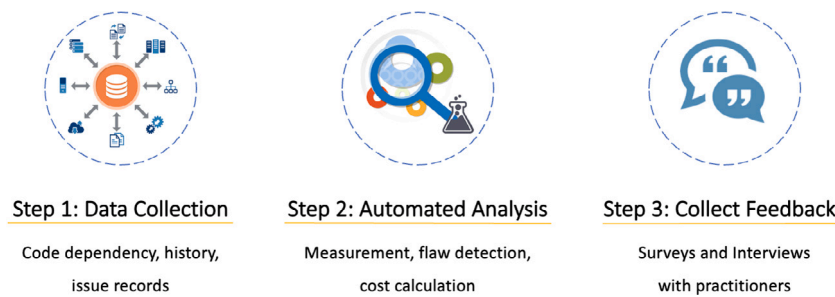 Step 1: Data Collection
Code dependency, history,
issue records
Step 2: Automated Analysis
Measurement, flaw detection,
cost calculation
Step 3: Collect Feedback
Surveys and Interviews
with practitioners